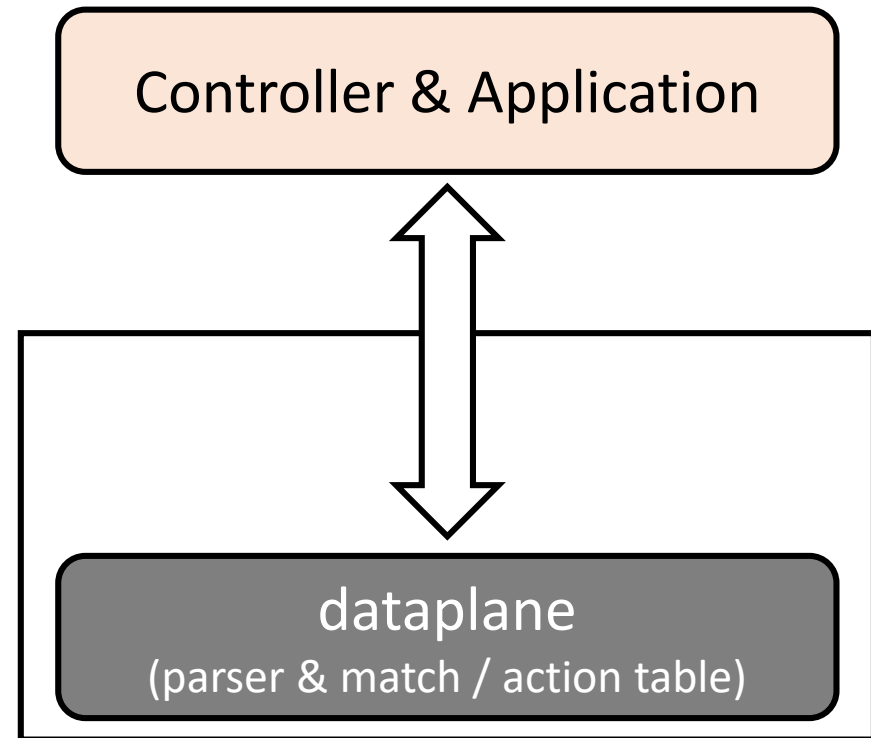 Controller & Application
dataplane
(parser & match / action table)